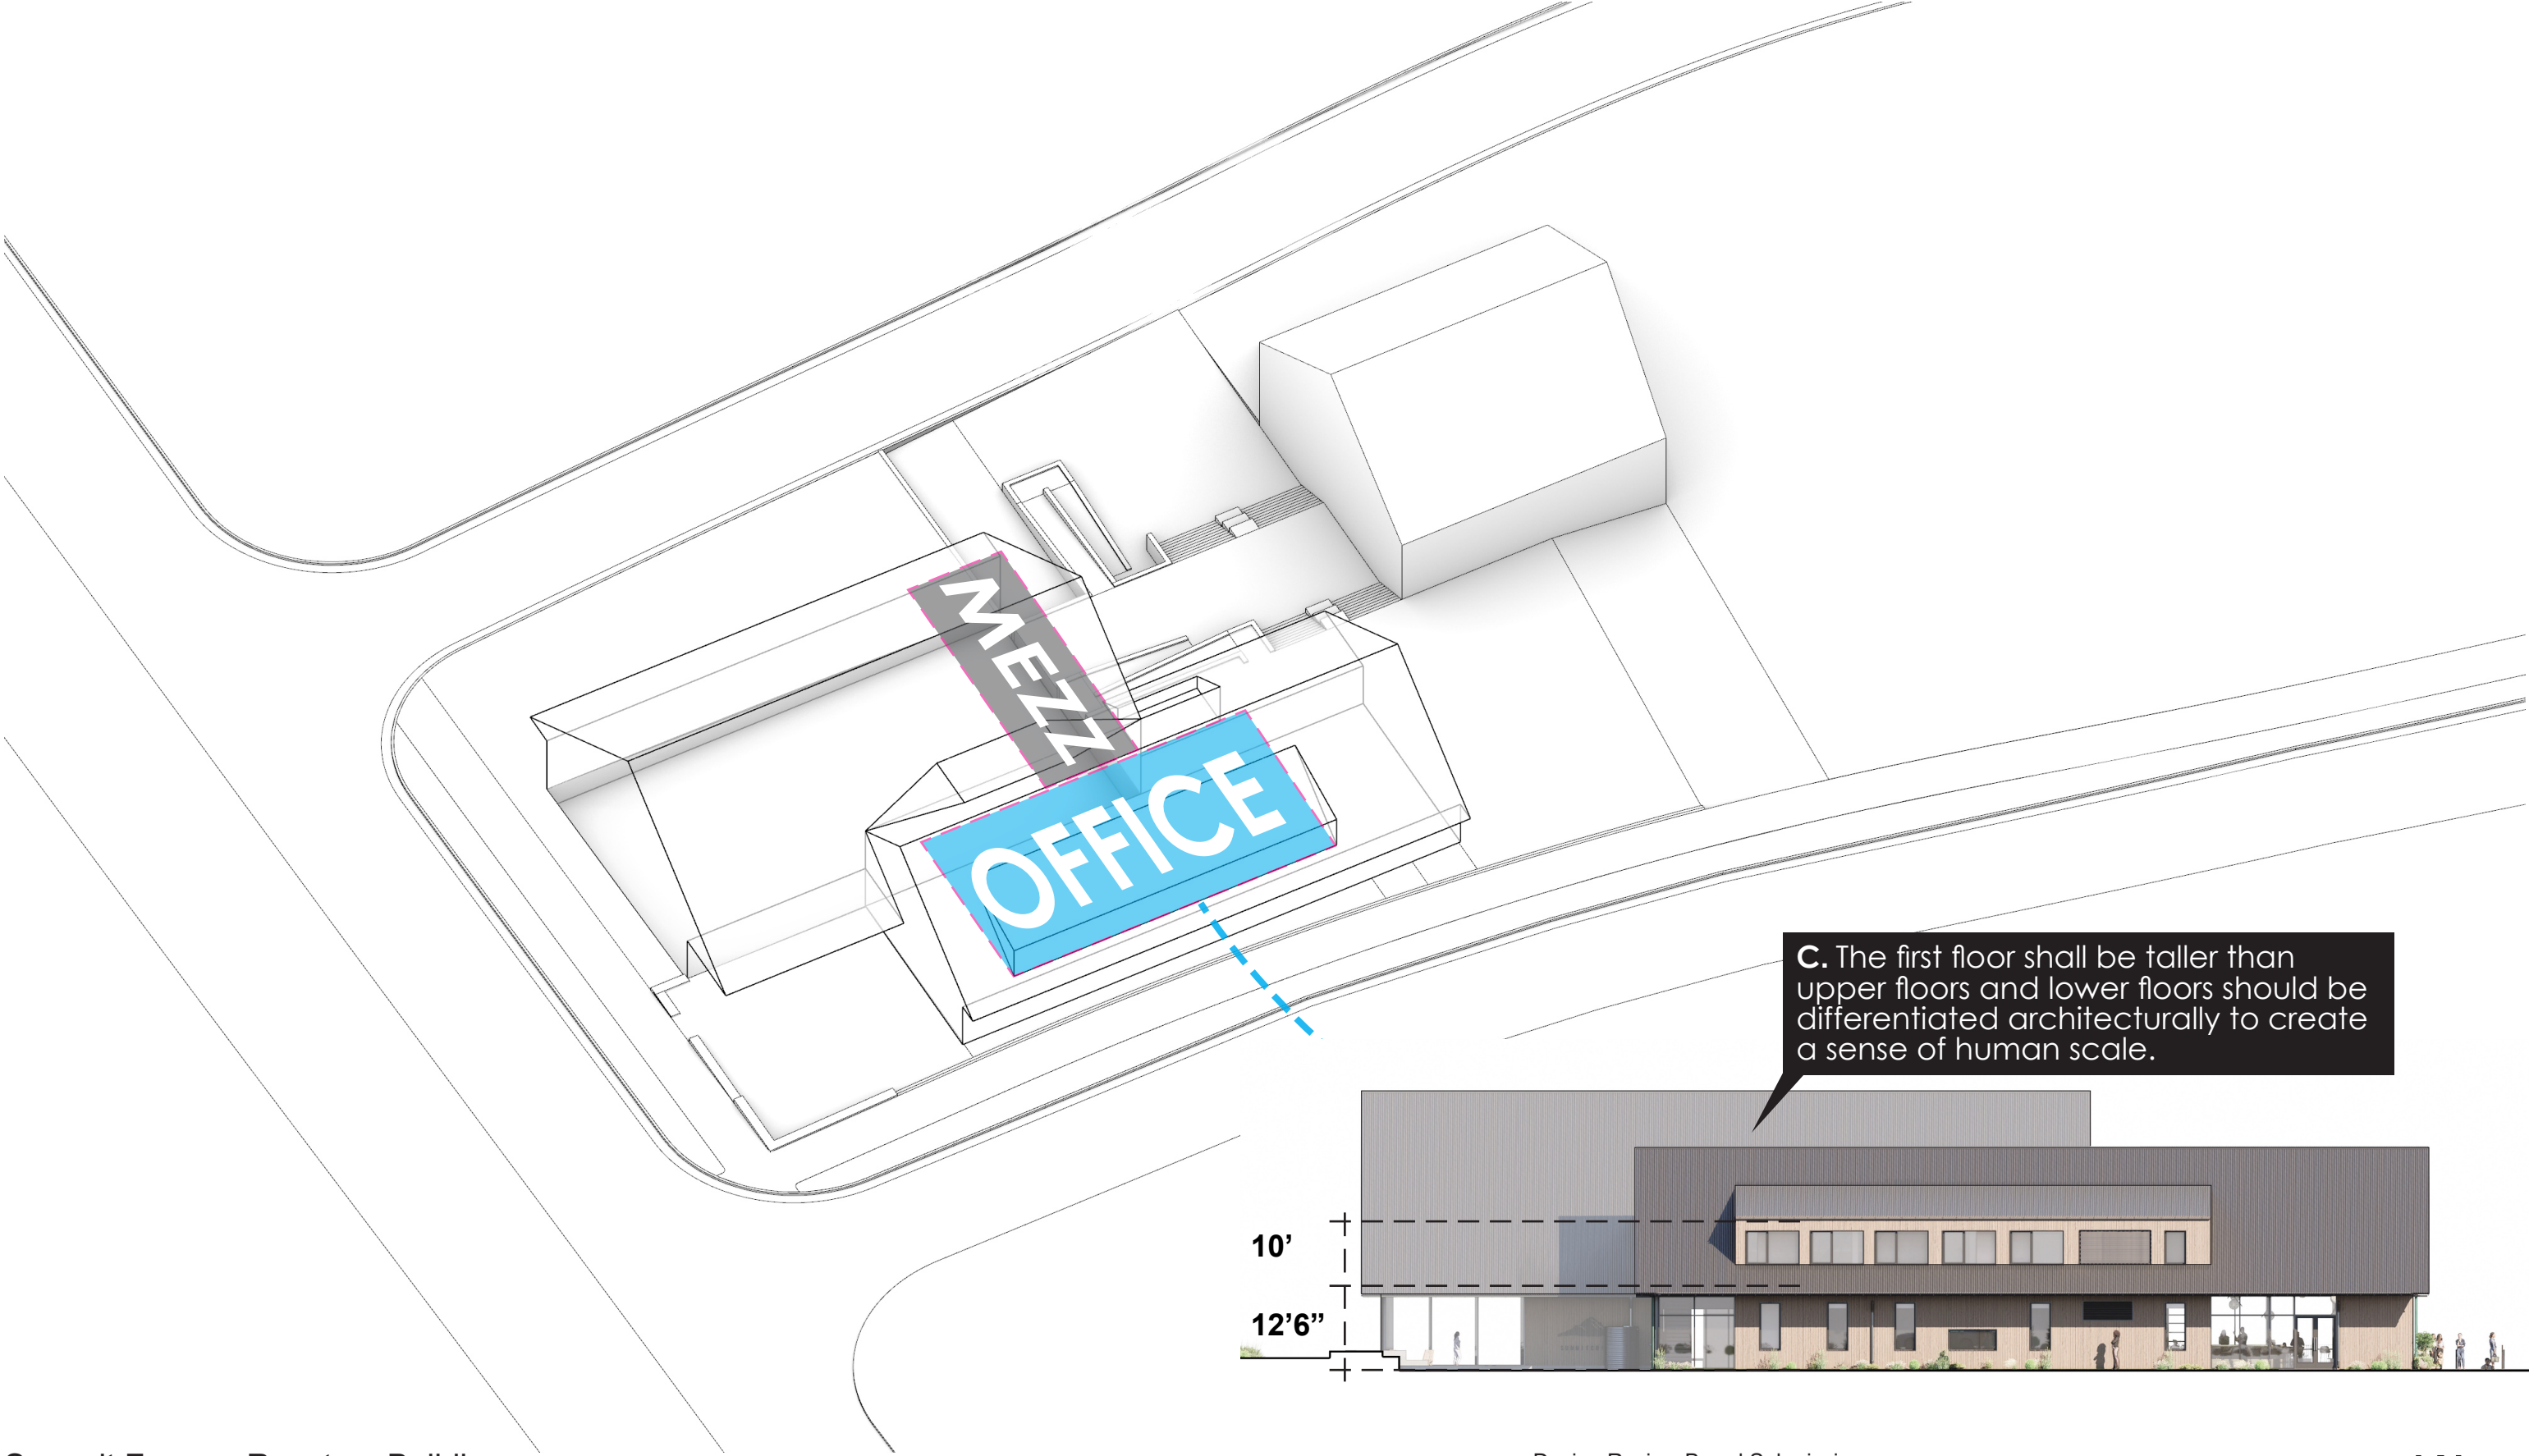 MEZZ
OFFICE
C. The first floor shall be taller than
upper floors and lower floors should be
differentiated architecturally to create
a sense of human scale.
10’
12’6”